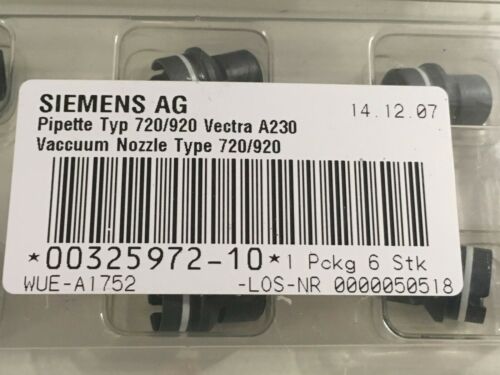 SIEMENS AG 14.12.07
Pipette Typ 720/920 Vectra A230
Vaccuum Nozzle Type 720/920
*00325972-10* 1 Pckg 6 Stk
WUE-A1752 -LOS-NR 0000050518